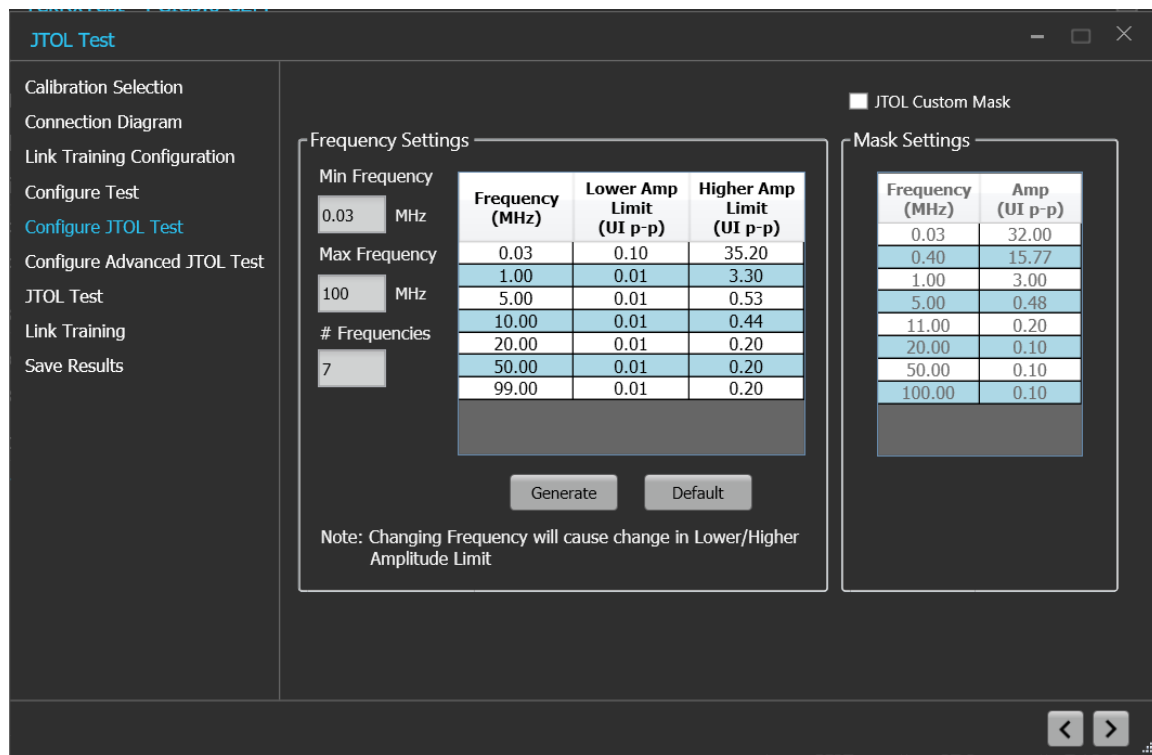 JTOL Test
Calibration Selection
Connection Diagram
Link Training Configuration
Configure Test
Configure JTOL Test
Configure Advanced JTOL Test
JTOL Test
Link Training
Save Results
JTOL Custom Mask
Frequency Settings
Min Frequency
0.03 MHz
Max Frequency
100 MHz
# Frequencies
7
Frequency (MHz) Lower Amp Limit (UI p-p) Higher Amp Limit (UI p-p)
0.03 0.10 35.20
1.00 0.01 3.30
5.00 0.01 0.53
10.00 0.01 0.44
20.00 0.01 0.20
50.00 0.01 0.20
99.00 0.01 0.20
Generate Default
Note: Changing Frequency will cause change in Lower/Higher
Amplitude Limit
Mask Settings
Frequency (MHz) Amp (UI p-p)
0.03 32.00
0.40 15.77
1.00 3.00
5.00 0.48
11.00 0.20
20.00 0.10
50.00 0.10
100.00 0.10